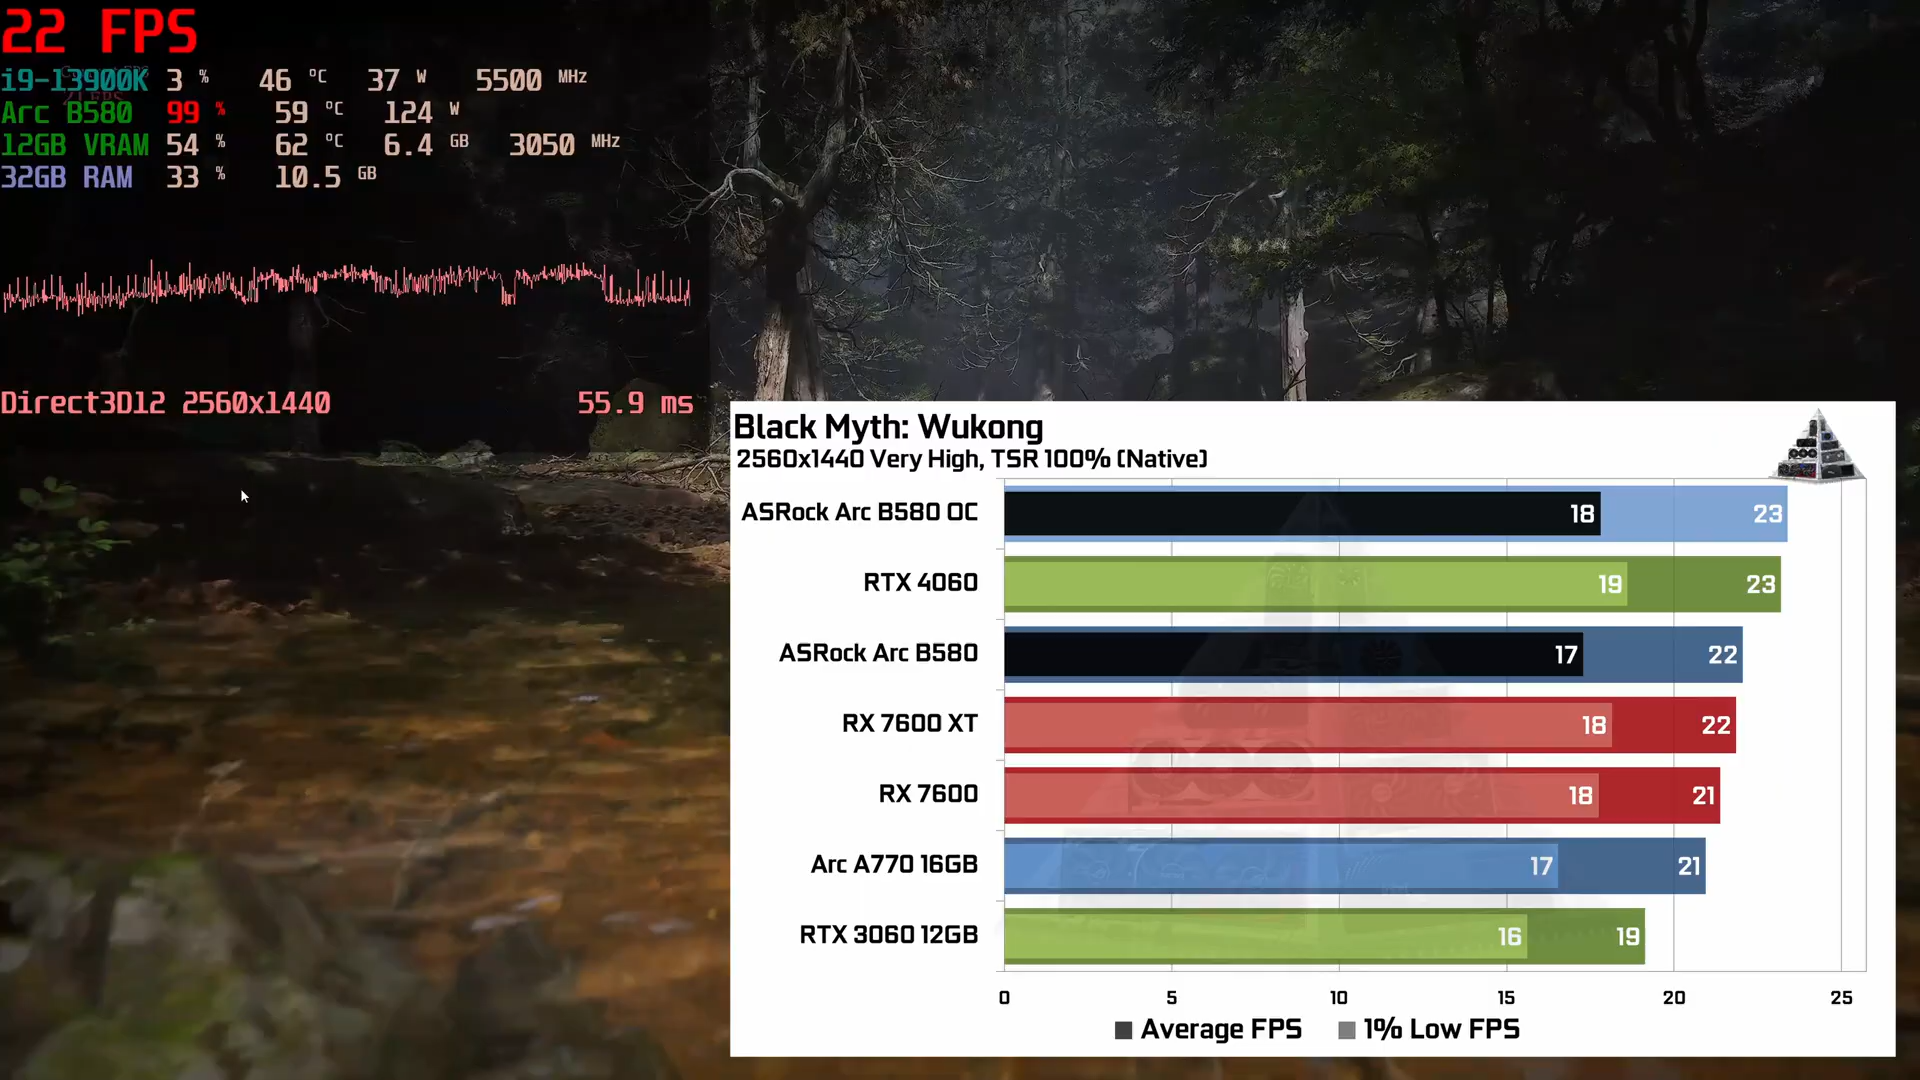 22 FPS
i9-13900K 3 % 46 °C 37 W 5500 MHz
Arc B580 99 % 59 °C 124 W
12GB VRAM 54 % 62 °C 6.4 GB 3050 MHz
32GB RAM 33 % 10.5 GB
Direct3D12 2560x1440 55.9 ms
Black Myth: Wukong
2560x1440 Very High, TSR 100% (Native)
ASRock Arc B580 OC 18 23
RTX 4060 19 23
ASRock Arc B580 17 22
RX 7600 XT 18 22
RX 7600 18 21
Arc A770 16GB 17 21
RTX 3060 12GB 16 19
0 5 10 15 20 25
Average FPS 1% Low FPS